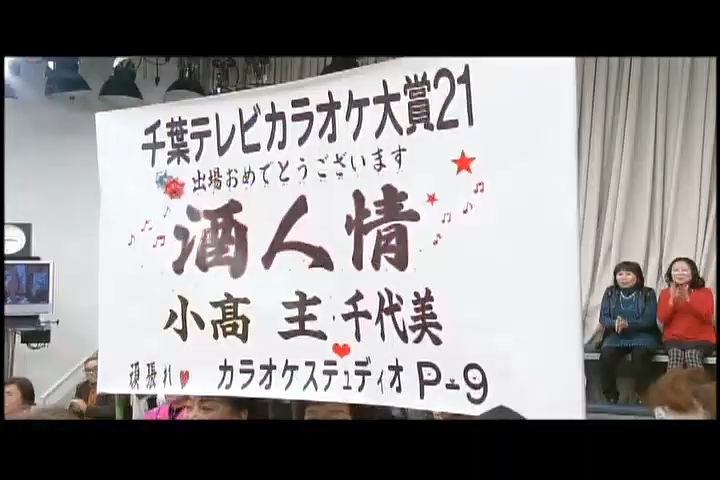 千葉テレビカラオケ大賞21
出場おめでとうございます
酒人情
小髙 主 千代美
頑張れ カラオケステュディオ P-9